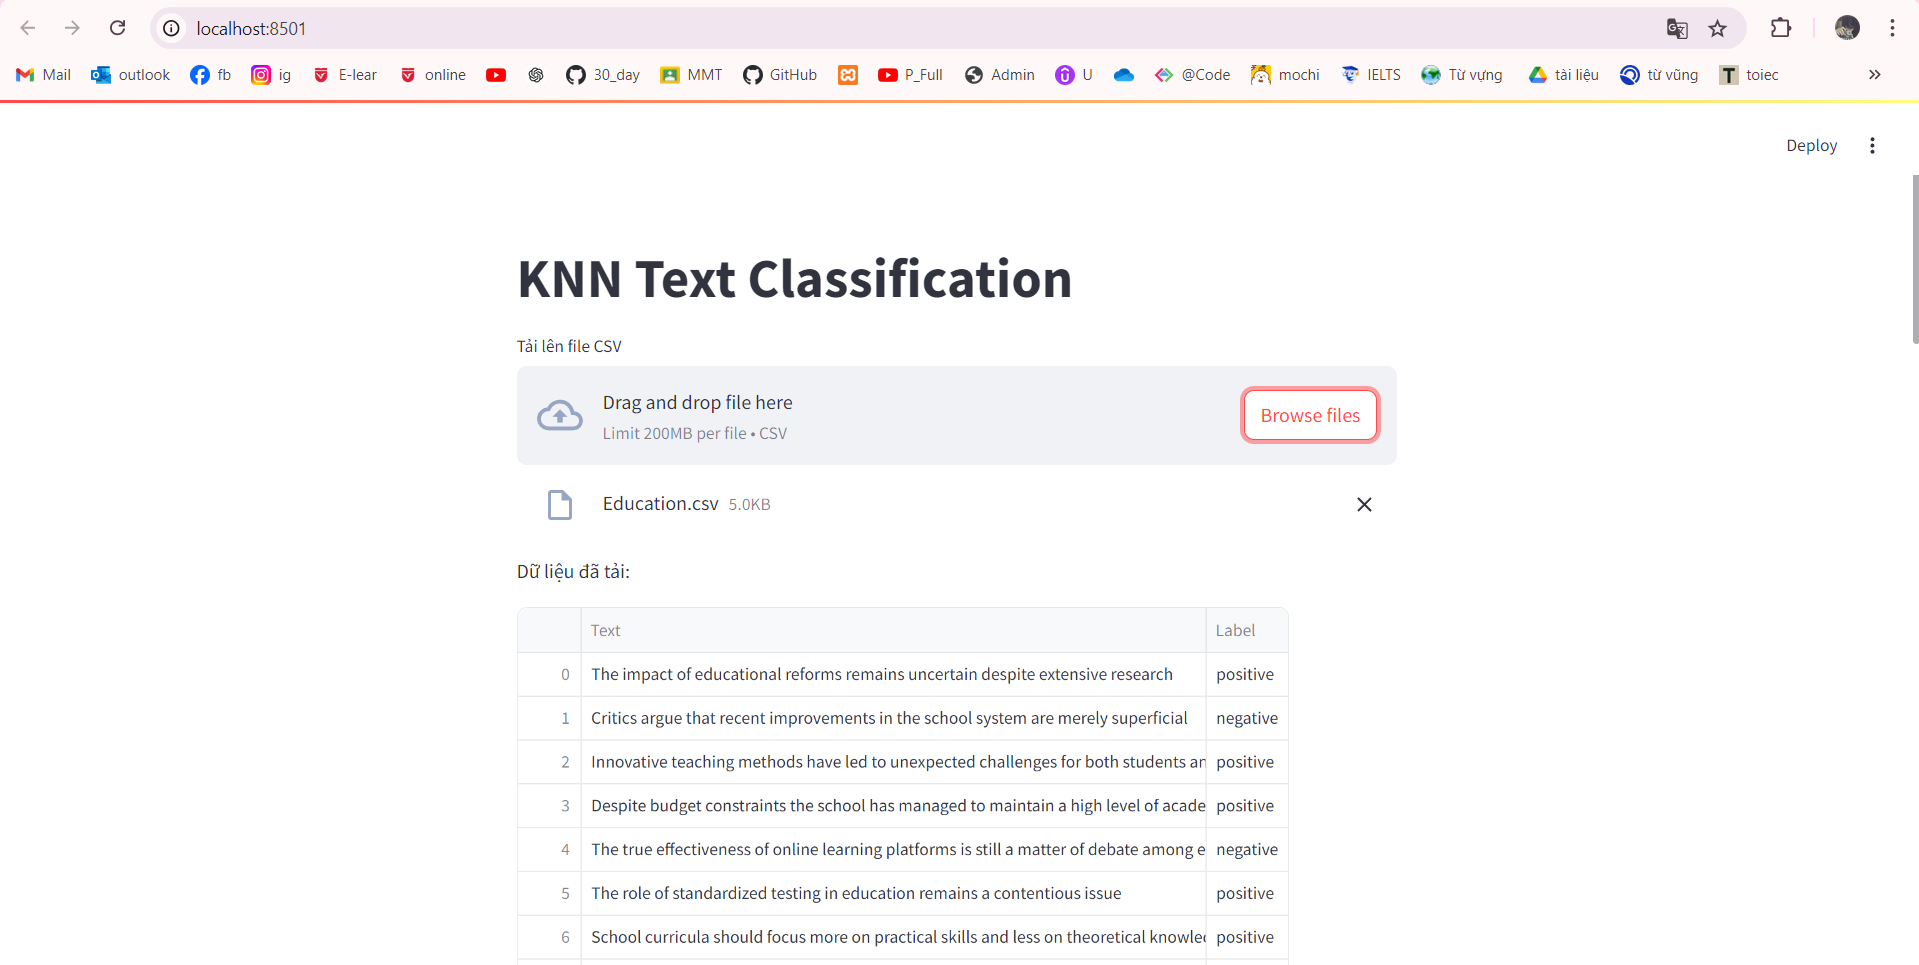 localhost:8501
Mail outlook fb ig E-lear online 30_day MMT GitHub P_Full Admin U @Code mochi IELTS Từ vựng tài liệu từ vũng T toiec
Deploy
KNN Text Classification
Tải lên file CSV
Drag and drop file here
Limit 200MB per file • CSV
Browse files
Education.csv 5.0KB
Dữ liệu đã tải:
Text Label
0 The impact of educational reforms remains uncertain despite extensive research positive
1 Critics argue that recent improvements in the school system are merely superficial negative
2 Innovative teaching methods have led to unexpected challenges for both students an positive
3 Despite budget constraints the school has managed to maintain a high level of acade positive
4 The true effectiveness of online learning platforms is still a matter of debate among e negative
5 The role of standardized testing in education remains a contentious issue positive
6 School curricula should focus more on practical skills and less on theoretical knowle positive